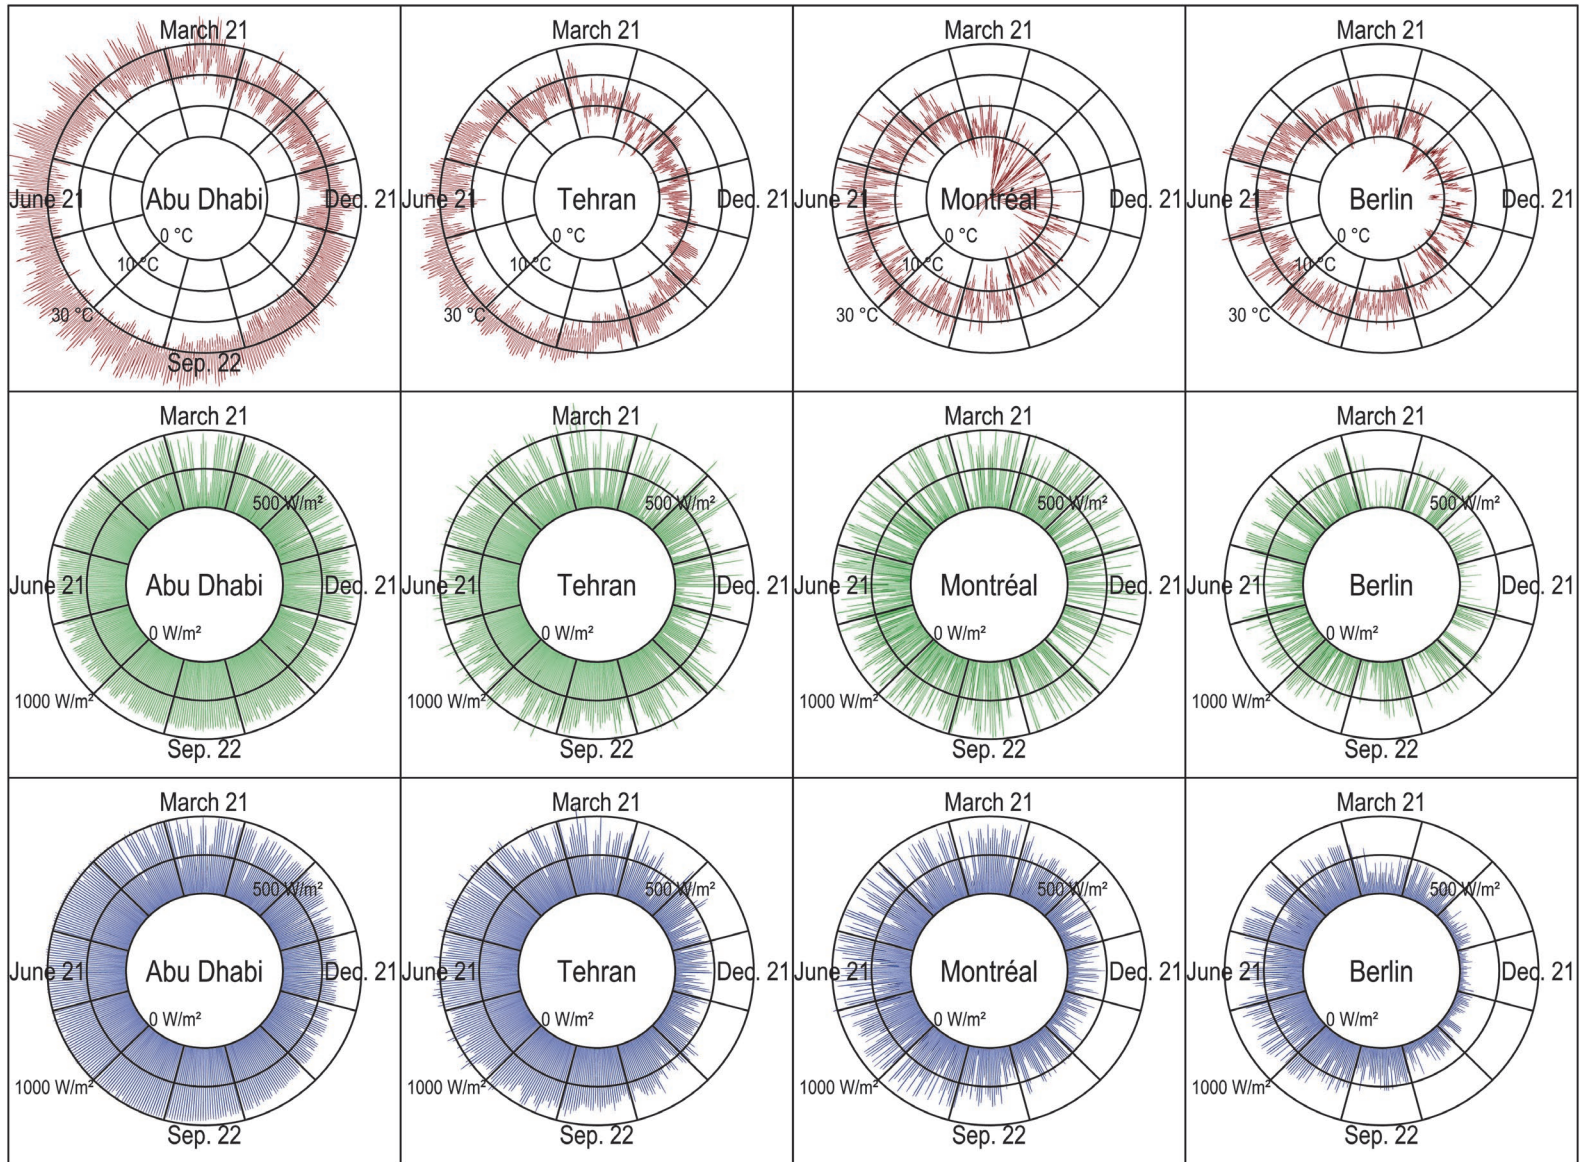 March 21
March 21
March 21
March 21
Abu Dhabi
Tehran
Montréal
Berlin
June 21
Dec. 21
June 21
Dec. 21
June 21
Dec. 21
June 21
Dec. 21
0 °C
0 °C
0 °C
0 °C
10 °C
10 °C
10 °C
10 °C
30 °C
30 °C
30 °C
30 °C
Sep. 22
March 21
March 21
March 21
March 21
500 W/m²
500 W/m²
500 W/m²
500 W/m²
June 21
Abu Dhabi
Dec. 21
June 21
Tehran
Dec. 21
June 21
Montréal
Dec. 21
June 21
Berlin
Dec. 21
0 W/m²
0 W/m²
0 W/m²
0 W/m²
1000 W/m²
1000 W/m²
1000 W/m²
1000 W/m²
Sep. 22
Sep. 22
Sep. 22
Sep. 22
March 21
March 21
March 21
March 21
500 W/m²
500 W/m²
500 W/m²
500 W/m²
June 21
Abu Dhabi
Dec. 21
June 21
Tehran
Dec. 21
June 21
Montréal
Dec. 21
June 21
Berlin
Dec. 21
0 W/m²
0 W/m²
0 W/m²
0 W/m²
1000 W/m²
1000 W/m²
1000 W/m²
1000 W/m²
Sep. 22
Sep. 22
Sep. 22
Sep. 22